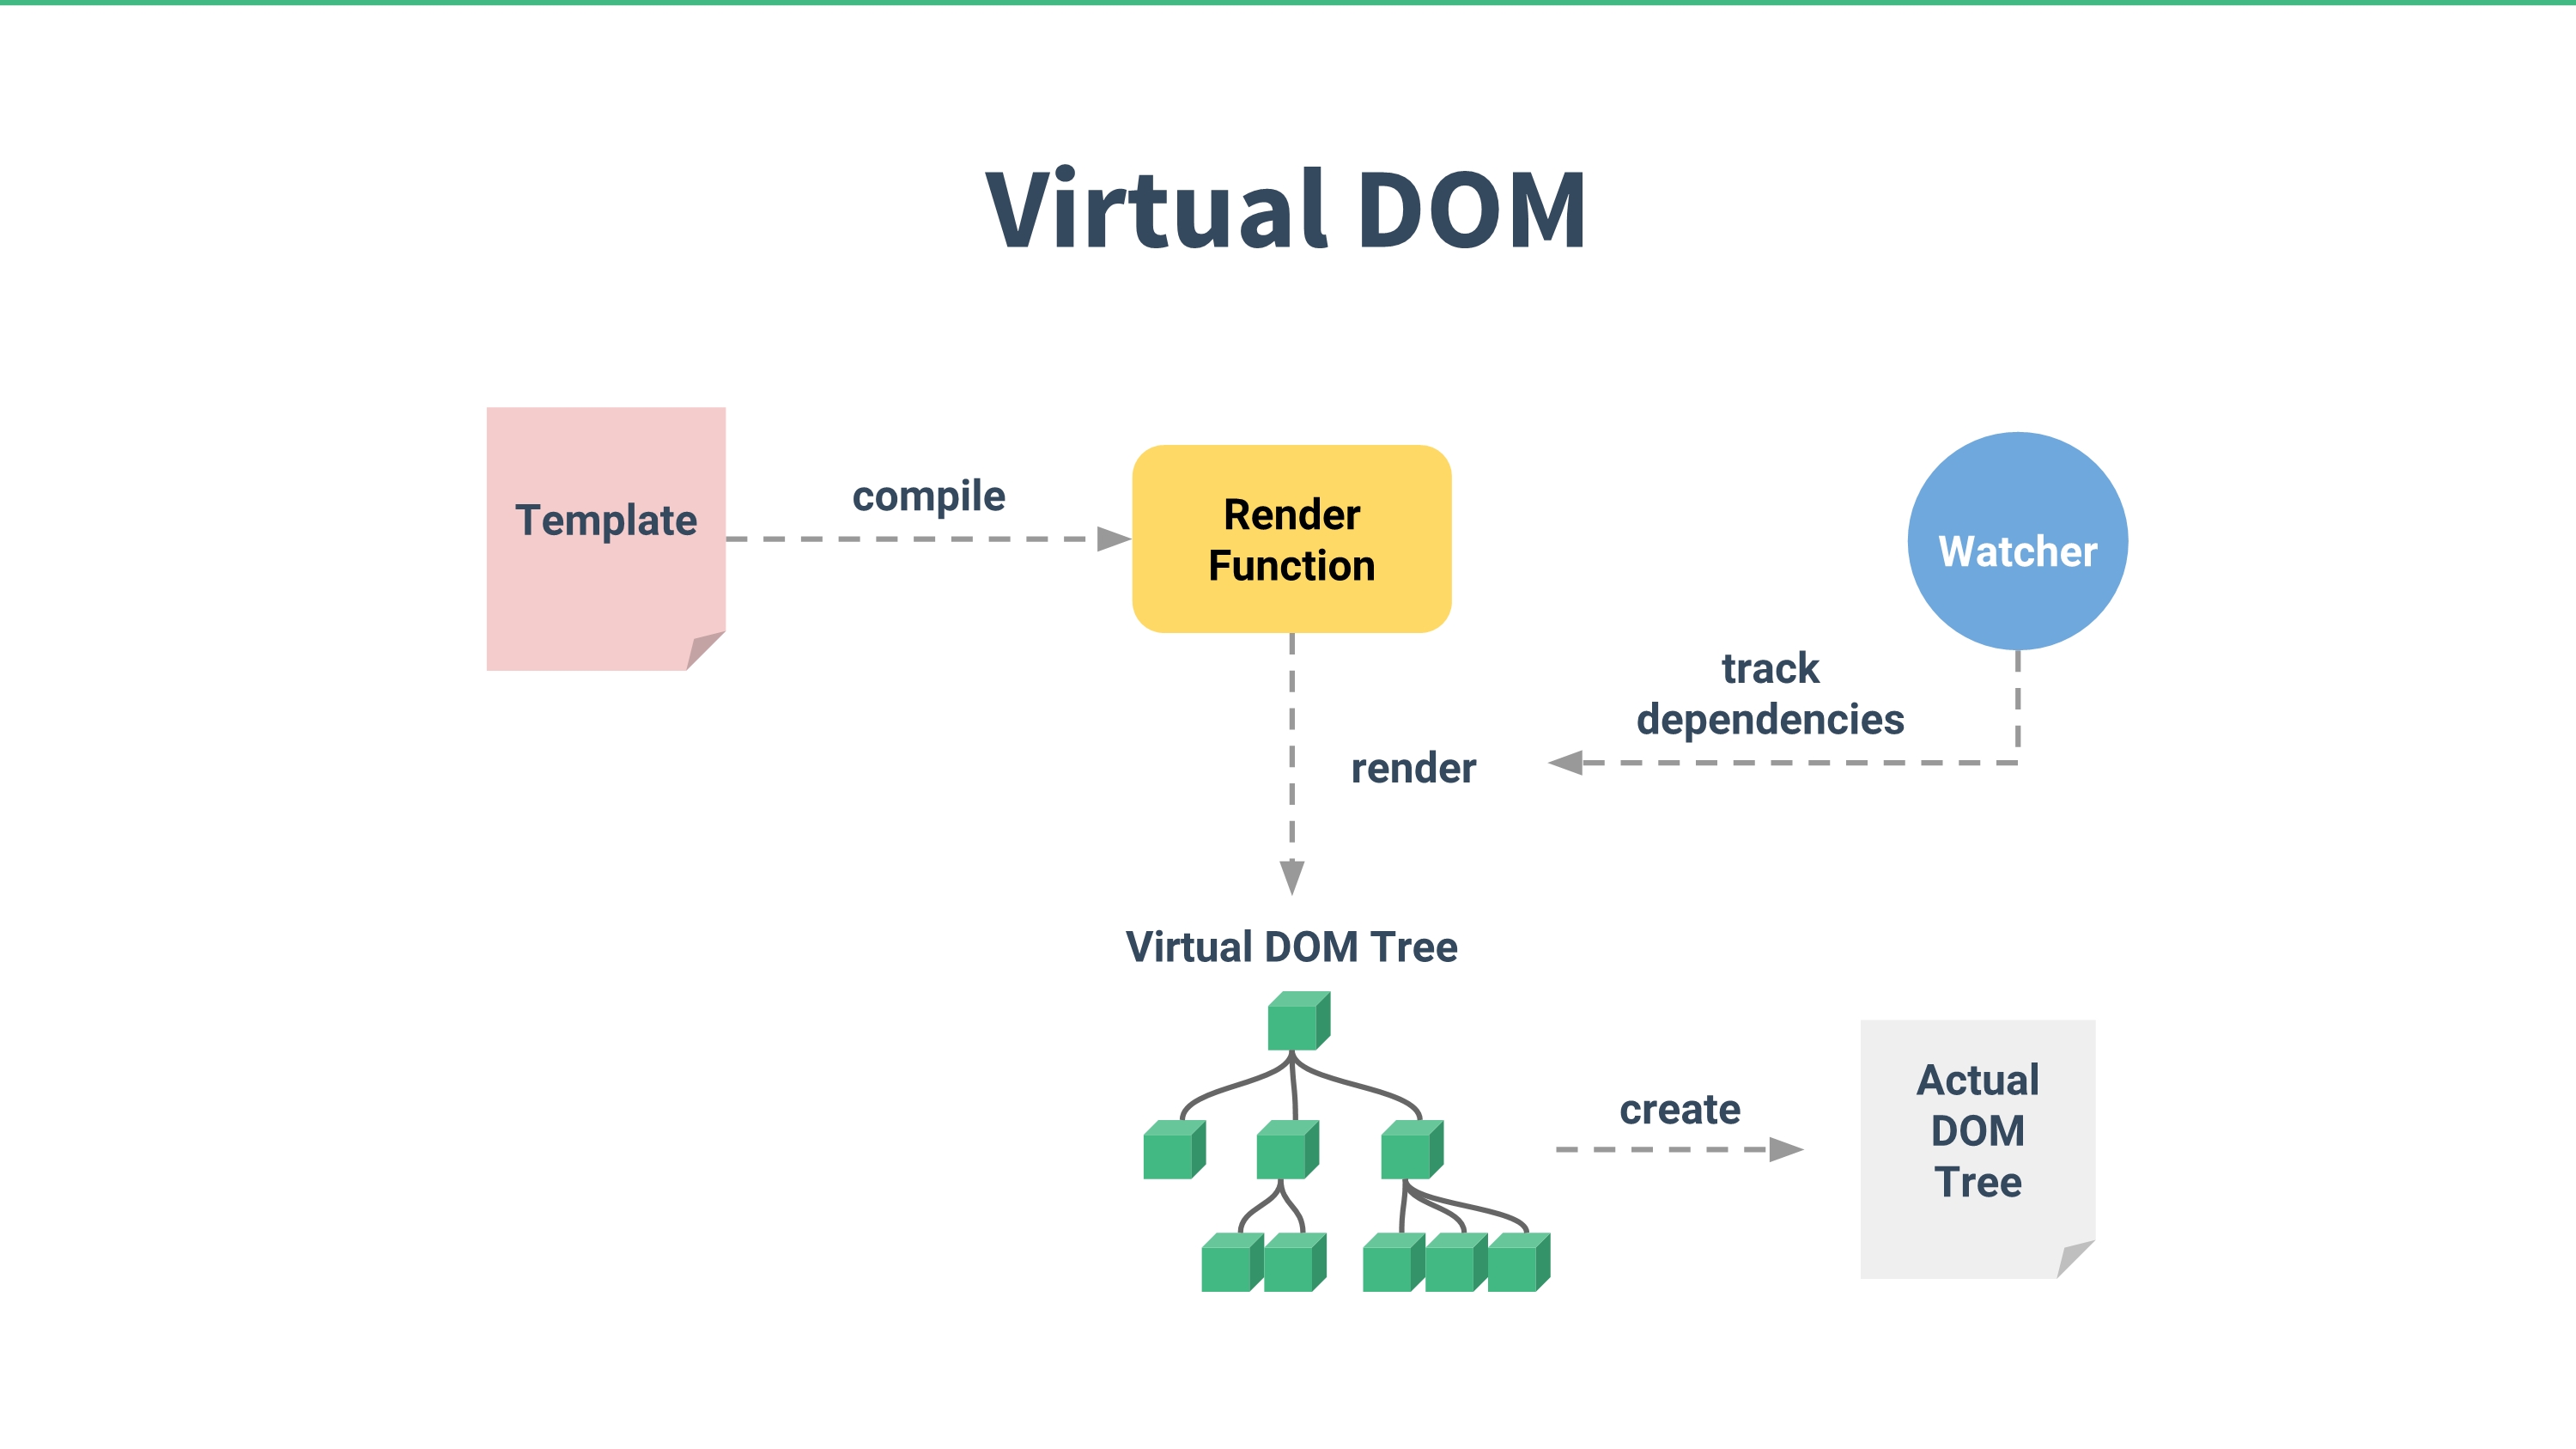 Virtual DOM
Template
compile
Render
Function
Watcher
track
dependencies
render
Virtual DOM Tree
create
Actual
DOM
Tree